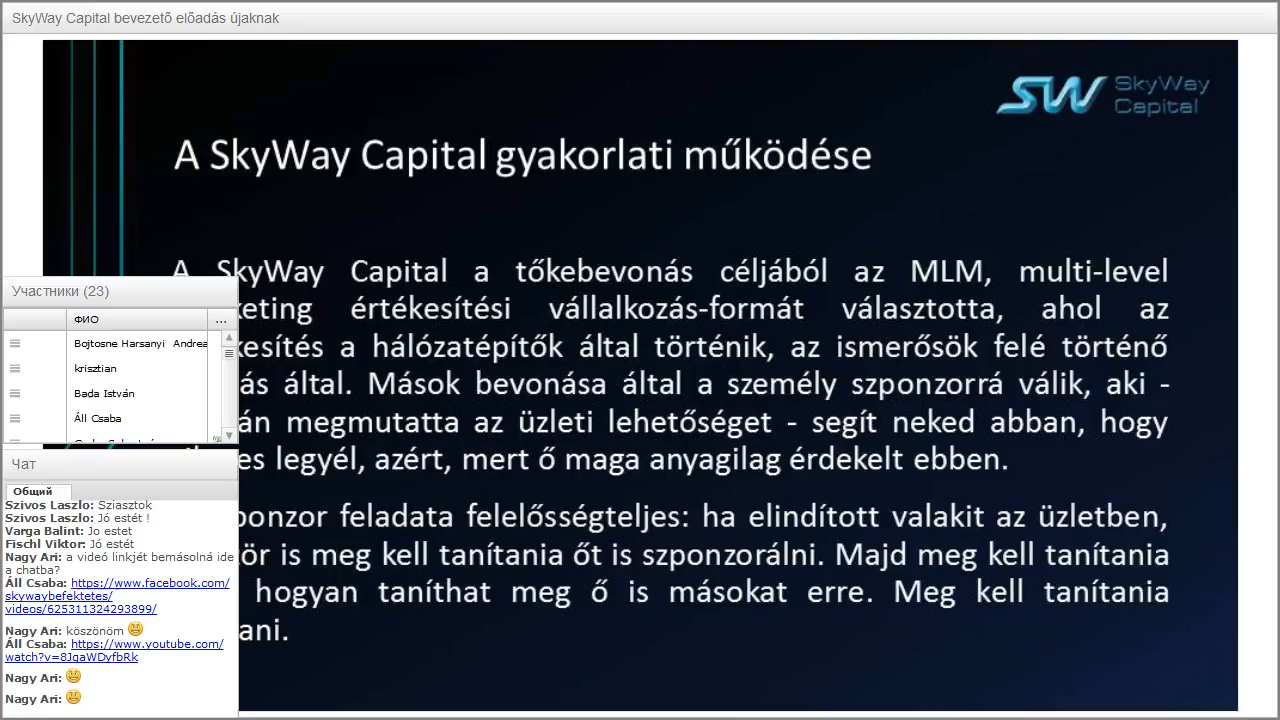 SkyWay Capital bevezető előadás újaknak
SW SkyWay
Capital
A SkyWay Capital gyakorlati működése
A SkyWay Capital a tőkebevonás céljából az MLM, multi-level
keting értékesítési vállalkozás-formát választotta, ahol az
kesítés a hálózatépítők által történik, az ismerősök felé történő
ás által. Mások bevonása által a személy szponzorrá válik, aki -
án megmutatta az üzleti lehetőséget - segít neked abban, hogy
es legyél, azért, mert ő maga anyagilag érdekelt ebben.
ponzor feladata felelősségteljes: ha elindított valakit az üzletben,
kör is meg kell tanítania őt is szponzorálni. Majd meg kell tanítania
hogyan taníthat meg ő is másokat erre. Meg kell tanítania
ani.
Участники (23)
ФИО ...
Bojtosne Harsanyi Andrea
krisztian
Bada István
Áll Csaba
Чат
Общий
Szivos Laszlo: Sziasztok
Szivos Laszlo: Jó estét !
Varga Balint: Jo estet
Fischl Viktor: Jó estét
Nagy Ari: a videó linkjét bemásolná ide
a chatba?
Áll Csaba: https://www.facebook.com/
skywaybefektetes/
videos/625311324293899/
Nagy Ari: köszönöm
Áll Csaba: https://www.youtube.com/
watch?v=8JgaWDyfbRk
Nagy Ari:
Nagy Ari: